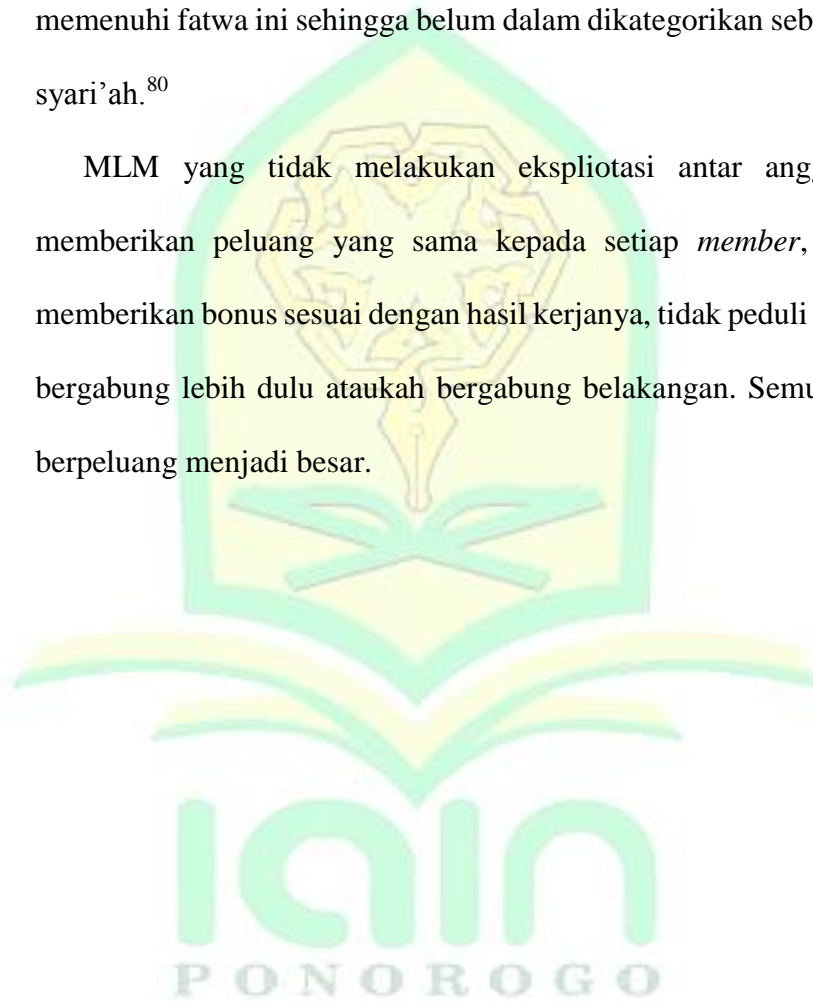 memenuhi fatwa ini sehingga belum dalam dikategorikan seb
syari’ah.80
MLM yang tidak melakukan ekspliotasi antar ang
memberikan peluang yang sama kepada setiap member,
memberikan bonus sesuai dengan hasil kerjanya, tidak peduli
bergabung lebih dulu ataukah bergabung belakangan. Semu
berpeluang menjadi besar.
iain
PONOROGO